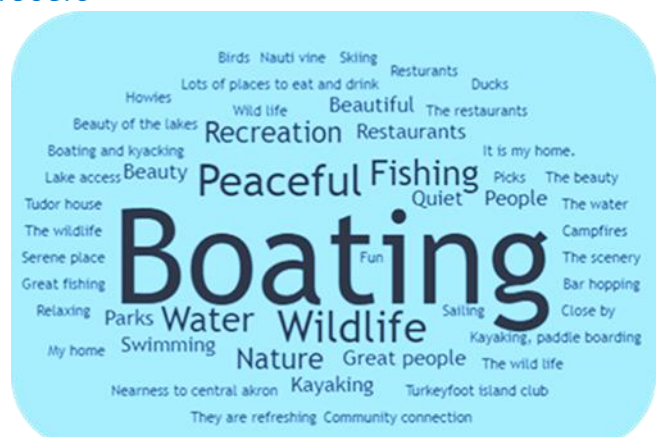 Birds Nauti vine Skiing
Resturants
Lots of places to eat and drink Ducks
Howies
Wild life Beautiful The restaurants
Beauty of the lakes Recreation Restaurants
Boating and kyacking It is my home.
Lake access Beauty Peaceful Fishing Picks The beauty
Tudor house Quiet People The water
The wildlife Boating Campfires
Serene place Fun The scenery
Great fishing Bar hopping
Relaxing Parks Water Wildlife Sailing Close by
Kayaking, paddle boarding
My home Swimming Nature Great people The wild life
Nearness to central akron Kayaking Turkeyfoot island club
They are refreshing Community connection